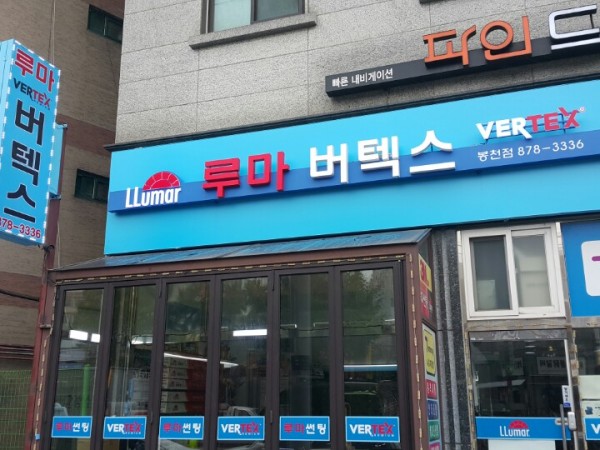 파인드
빠른 내비게이션
LLumar 루마 버텍스 VERTEX
봉천점 878-3336
루마
VERTEX
버텍스
878-3336
루마썬팅 VERTEX 루마썬팅 VERTEX 루마썬팅 VERTEX
LLumar